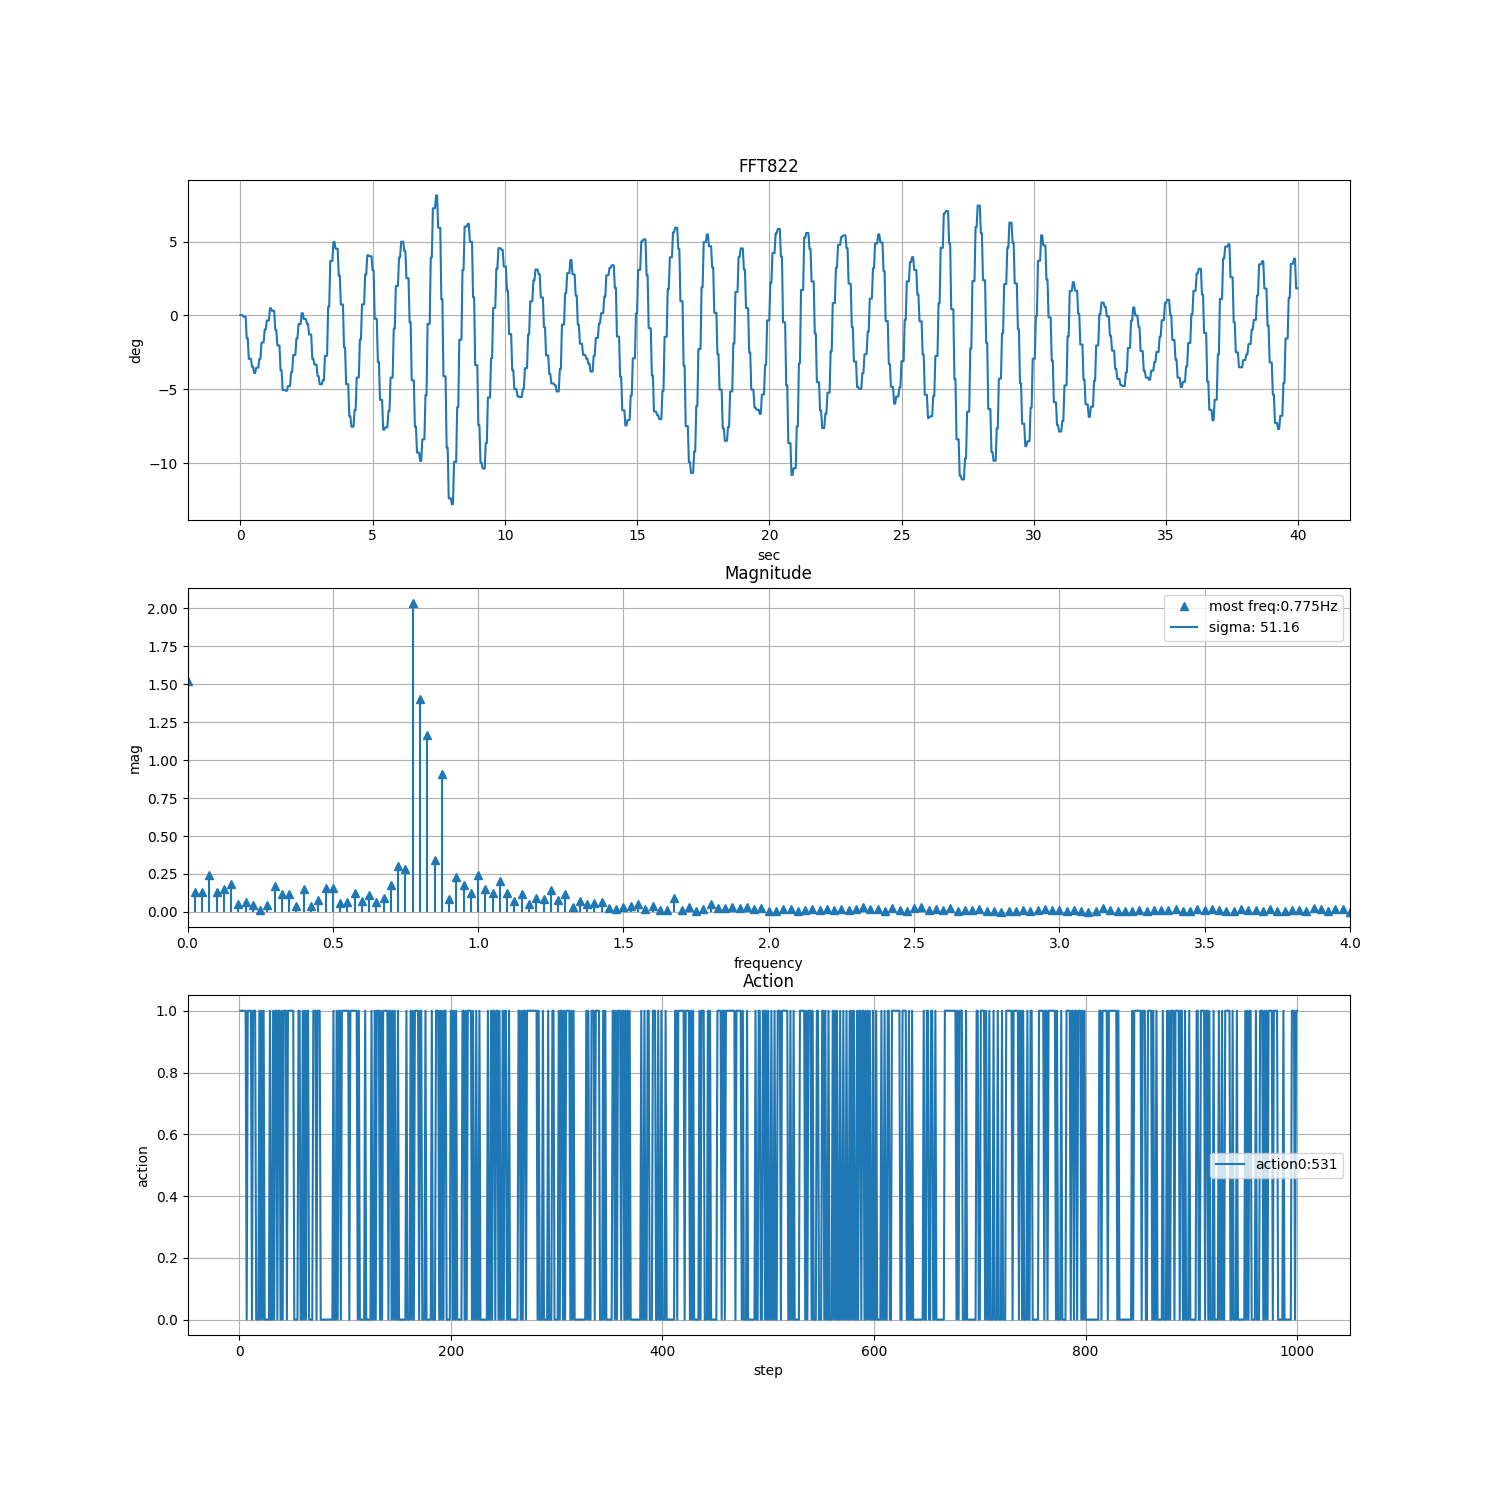 FFT822
5
0
−5
−10
deg
0 5 10 15 20 25 30 35 40
sec
Magnitude
2.00
1.75
1.50
1.25
1.00
0.75
0.50
0.25
0.00
mag
most freq:0.775Hz
sigma: 51.16
0.0 0.5 1.0 1.5 2.0 2.5 3.0 3.5 4.0
frequency
Action
1.0
0.8
0.6
0.4
0.2
0.0
action
action0:531
0 200 400 600 800 1000
step